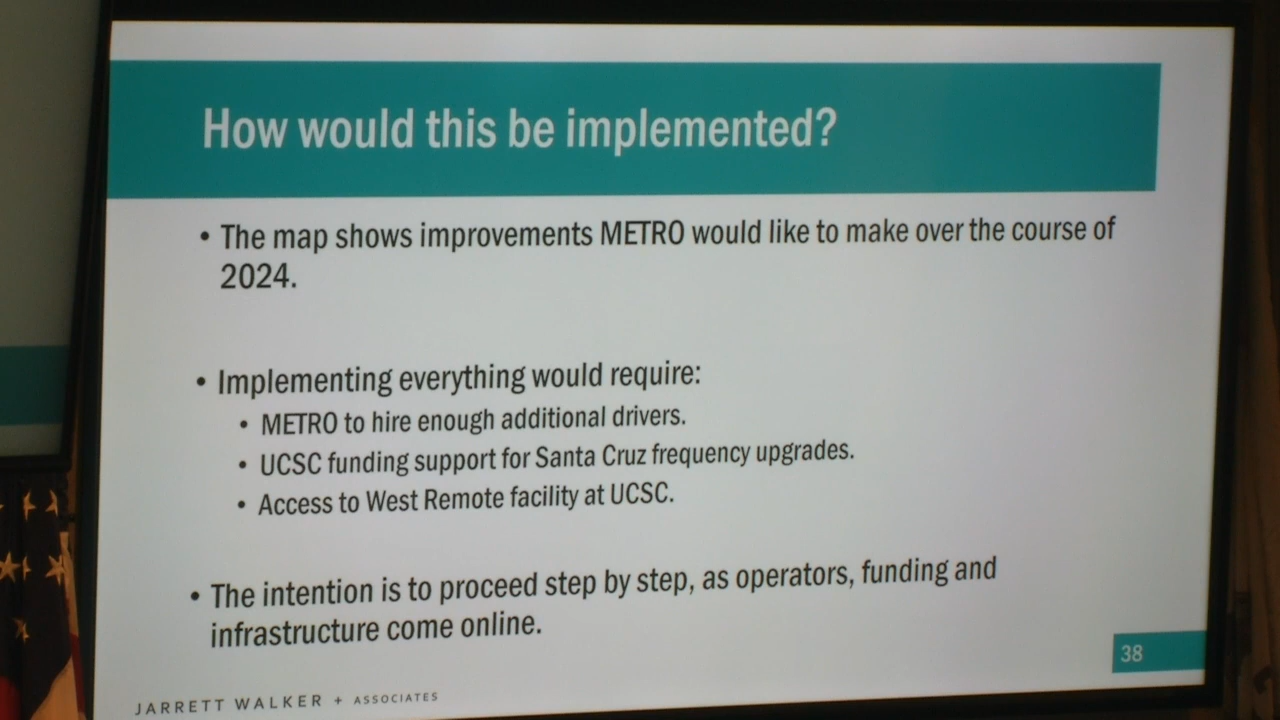 How would this be implemented?
• The map shows improvements METRO would like to make over the course of
2024.
• Implementing everything would require:
• METRO to hire enough additional drivers.
• UCSC funding support for Santa Cruz frequency upgrades.
• Access to West Remote facility at UCSC.
• The intention is to proceed step by step, as operators, funding and
infrastructure come online.
38
JARRETT WALKER + ASSOCIATES